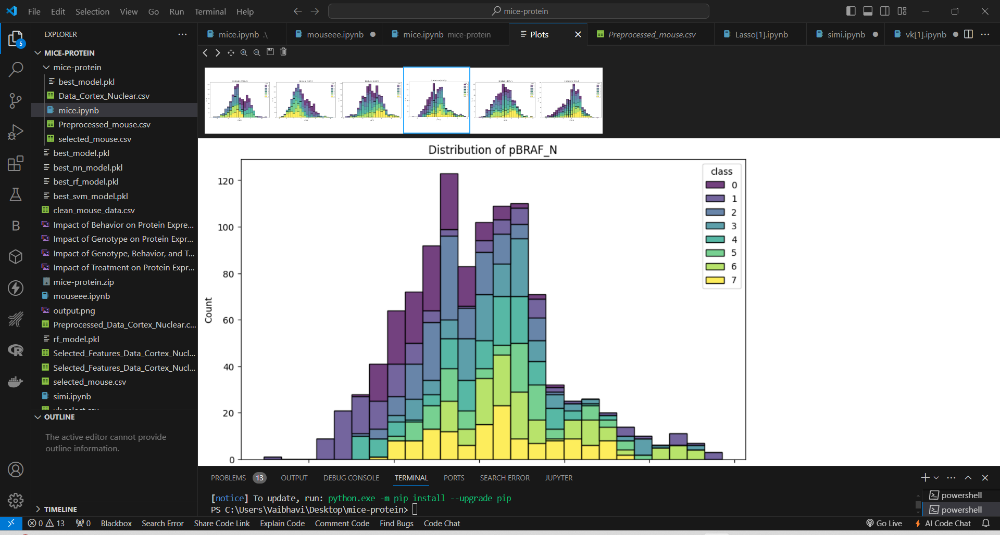 File Edit Selection View Go Run Terminal Help
mice-protein
EXPLORER
mice.ipynb .\
mouseee.ipynb
mice.ipynb mice-protein
Plots
Preprocessed_mouse.csv
Lasso[1].ipynb
simi.ipynb
vk[1].ipynb
5
MICE-PROTEIN
mice-protein
best_model.pkl
Data_Cortex_Nuclear.csv
mice.ipynb
Preprocessed_mouse.csv
selected_mouse.csv
best_model.pkl
best_nn_model.pkl
best_rf_model.pkl
best_svm_model.pkl
clean_mouse_data.csv
Impact of Behavior on Protein Expre...
Impact of Genotype on Protein Expr...
Impact of Genotype, Behavior, and T...
Impact of Treatment on Protein Expr...
mice-protein.zip
mouseee.ipynb
output.png
Preprocessed_Data_Cortex_Nuclear.c...
rf_model.pkl
Selected_Features_Data_Cortex_Nucl...
Selected_Features_Data_Cortex_Nucl...
selected_mouse.csv
simi.ipynb
OUTLINE
The active editor cannot provide
outline information.
TIMELINE
Distribution of pBRAF_N
class
0
1
2
3
4
5
6
7
Count
120
100
80
60
40
20
0
PROBLEMS 13 OUTPUT DEBUG CONSOLE TERMINAL PORTS SEARCH ERROR JUPYTER
[notice] To update, run: python.exe -m pip install --upgrade pip
PS C:\Users\Vaibhavi\Desktop\mice-protein>
powershell
powershell
0 13 0 Blackbox Search Error Share Code Link Explain Code Comment Code Find Bugs Code Chat Go Live AI Code Chat